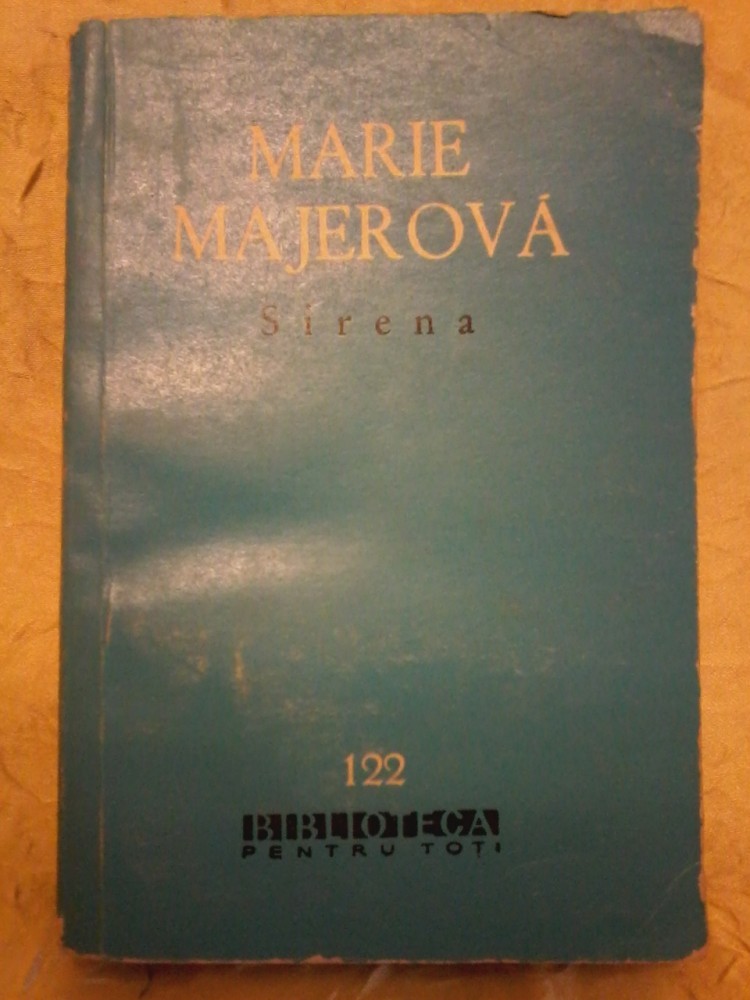 MARIE
MAJEROVÁ
Sirena
122
BIBLIOTECA
PENTRU TOȚI